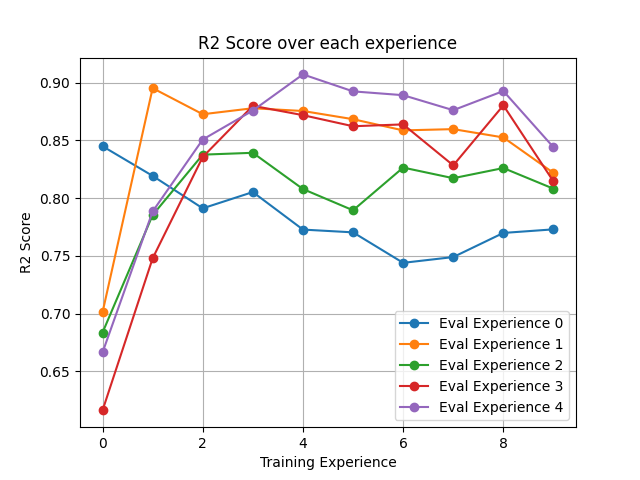 R2 Score over each experience
0.90
0.85
0.80
0.75
0.70
0.65
R2 Score
0 2 4 6 8
Training Experience
Eval Experience 0
Eval Experience 1
Eval Experience 2
Eval Experience 3
Eval Experience 4